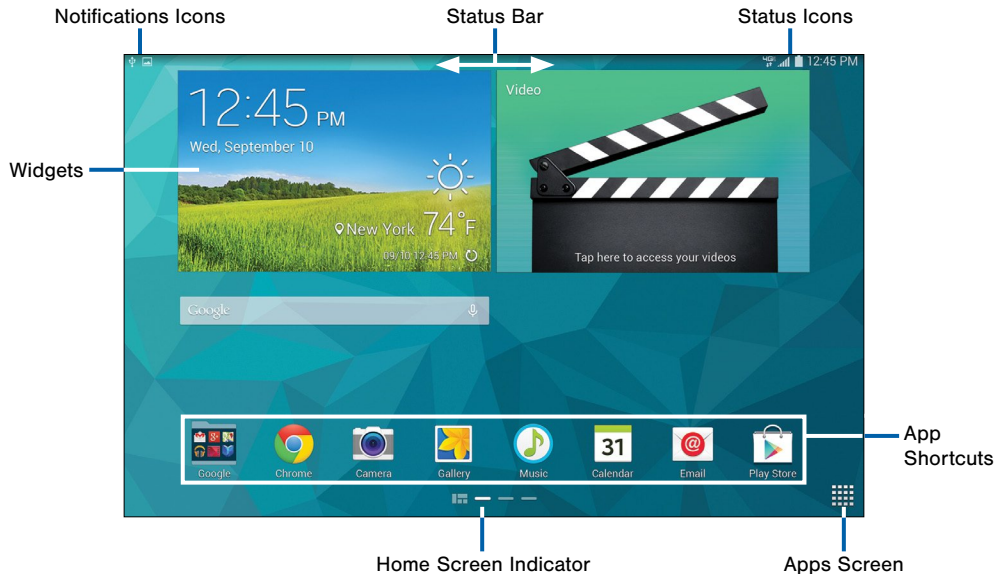 Notifications Icons
Status Bar
Status Icons
4G
12:45 PM
12:45 PM
Wed, September 10
New York 74°F
09/10 12:45 PM
Video
Tap here to access your videos
Widgets
Google
Google
Chrome
Camera
Gallery
Music
31
Calendar
@
Email
Play Store
App
Shortcuts
Home Screen Indicator
Apps Screen